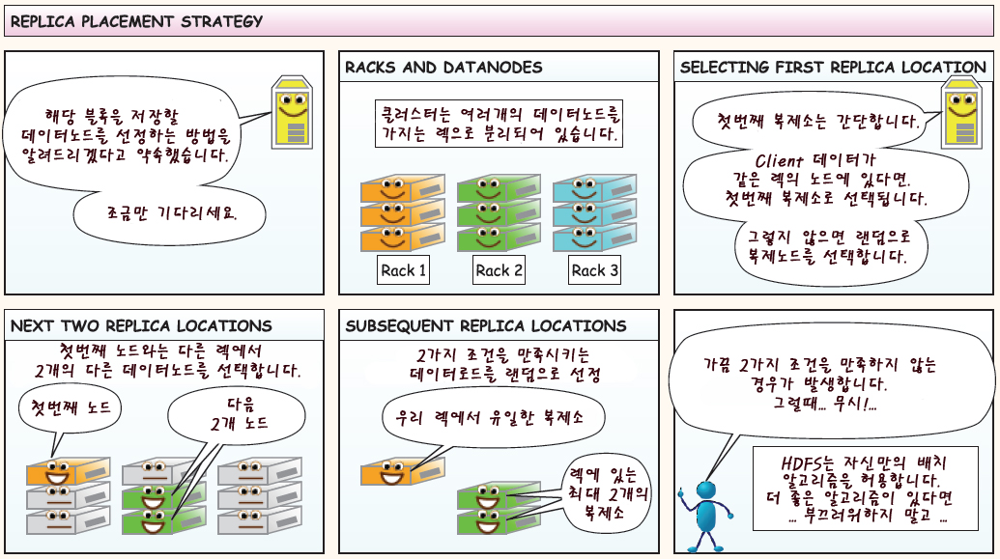 REPLICA PLACEMENT STRATEGY
해당 블록을 저장할
데이터노드를 선정하는 방법을
알려드리겠다고 약속했습니다.
조금만 기다리세요.
RACKS AND DATANODES
클러스터는 여러개의 데이터노드를
가지는 렉으로 분리되어 있습니다.
Rack 1
Rack 2
Rack 3
SELECTING FIRST REPLICA LOCATION
첫번째 복제소는 간단합니다.
Client 데이터가
같은 렉의 노드에 있다면.
첫번째 복제소로 선택됩니다.
그렇지 않으면 랜덤으로
복제노드를 선택합니다.
NEXT TWO REPLICA LOCATIONS
첫번째 노드와는 다른 렉에서
2개의 다른 데이터노드를 선택합니다.
첫번째 노드
다음
2개 노드
SUBSEQUENT REPLICA LOCATIONS
2가지 조건을 만족시키는
데이터로드를 랜덤으로 선정
우리 렉에서 유일한 복제소
렉에 있는
최대 2개의
복제소
가끔 2가지 조건을 만족하지 않는
경우가 발생합니다.
그럴때... 무시!...
HDFS는 자신만의 배치
알고리즘을 허용합니다.
더 좋은 알고리즘이 있다면
... 부끄러워하지 말고 ...